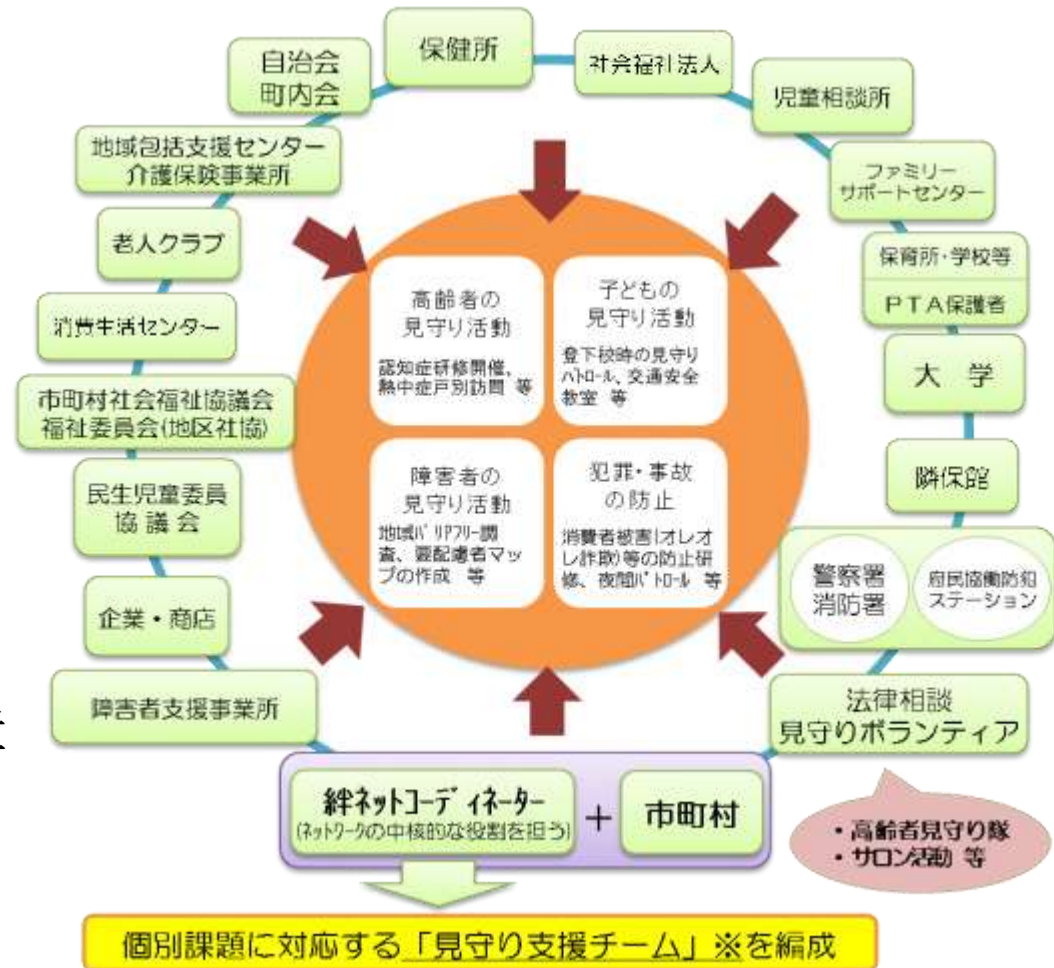 保健所
社会福祉法人
児童相談所
ファミリー
サポートセンター
保育所・学校等
PTA保護者
大 学
隣保館
警察署
消防署
府民協働防犯
ステーション
法律相談
見守りボランティア
・高齢者見守り隊
・サロン活動 等
自治会
町内会
地域包括支援センター
介護保険事業所
老人クラブ
消費生活センター
市町村社会福祉協議会
福祉委員会(地区社協)
民生児童委員
協議会
企業・商店
障害者支援事業所
高齢者の
見守り活動
認知症研修開催、
熱中症戸別訪問 等
子どもの
見守り活動
登下校時の見守り
パトロール、交通安全
教室 等
障害者の
見守り活動
地域バリアフリー調
査、要配慮者マッ
プの作成 等
犯罪・事故
の防止
消費者被害(オレオ
レ詐欺)等の防止研
修、夜間パトロール 等
絆ネットコーディネーター
(ネットワークの中核的な役割を担う)
+
市町村
個別課題に対応する「見守り支援チーム」※を編成